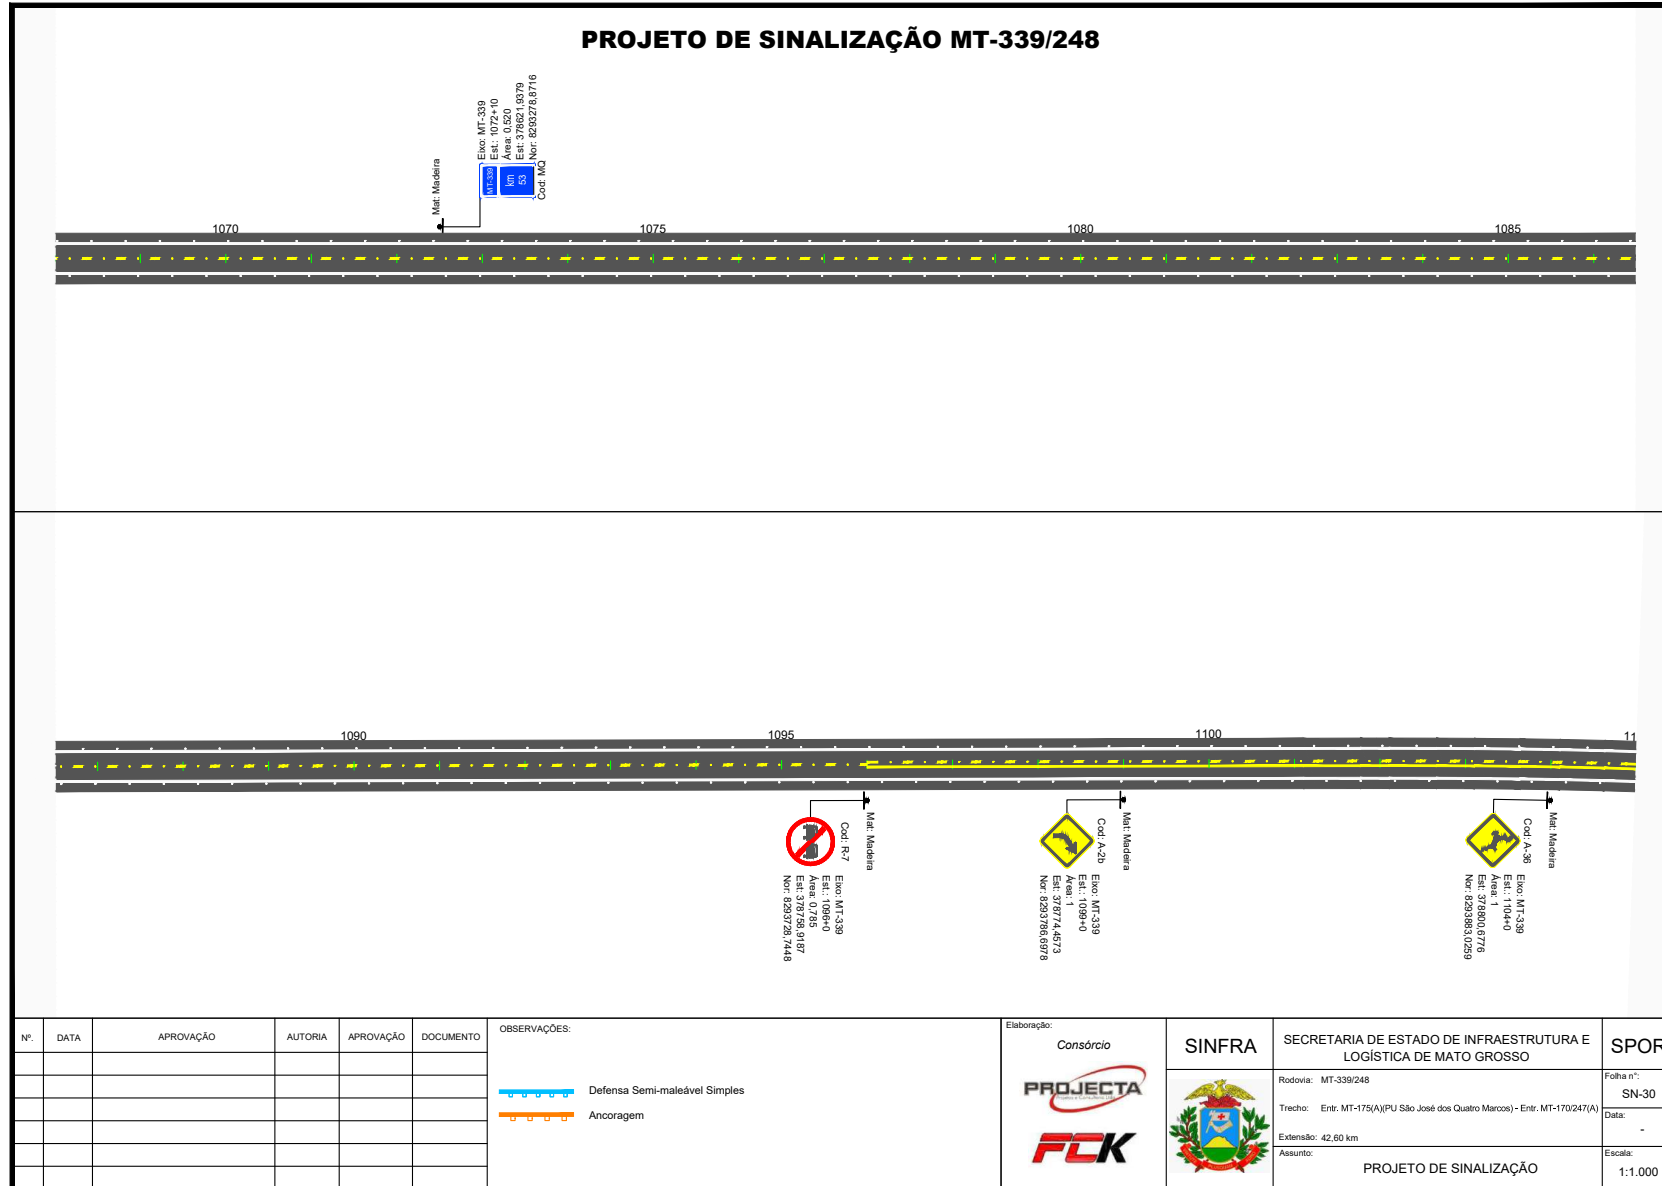 PROJETO DE SINALIZAÇÃO MT-339/248
Mat: Madeira
Eixo: MT-339
Est.: 1072+10
Área: 0,520
Est: 378621,9379
Nor: 8293278,8716
MT-339
km
53
Cod: MQ
1070
1075
1080
1085
1090
1095
1100
11
Mat: Madeira
Cod: R-7
Eixo: MT-339
Est.: 1096+0
Área: 0,785
Est: 378758,9187
Nor: 8293728,7448
Mat: Madeira
Cod: A-2b
Eixo: MT-339
Est.: 1099+0
Área: 1
Est: 378774,4573
Nor: 8293786,6978
Mat: Madeira
Cod: A-36
Eixo: MT-339
Est.: 1104+0
Área: 1
Est: 378800,6776
Nor: 8293883,0259
Nº.
DATA
APROVAÇÃO
AUTORIA
APROVAÇÃO
DOCUMENTO
OBSERVAÇÕES:
Defensa Semi-maleável Simples
Ancoragem
Elaboração:
Consórcio
PROJECTA
FCK
SINFRA
SECRETARIA DE ESTADO DE INFRAESTRUTURA E
LOGÍSTICA DE MATO GROSSO
SPOR
Rodovia: MT-339/248
Trecho: Entr. MT-175(A)(PU São José dos Quatro Marcos) - Entr. MT-170/247(A)
Extensão: 42,60 km
Folha n°:
SN-30
Data:
-
Assunto:
PROJETO DE SINALIZAÇÃO
Escala:
1:1.000